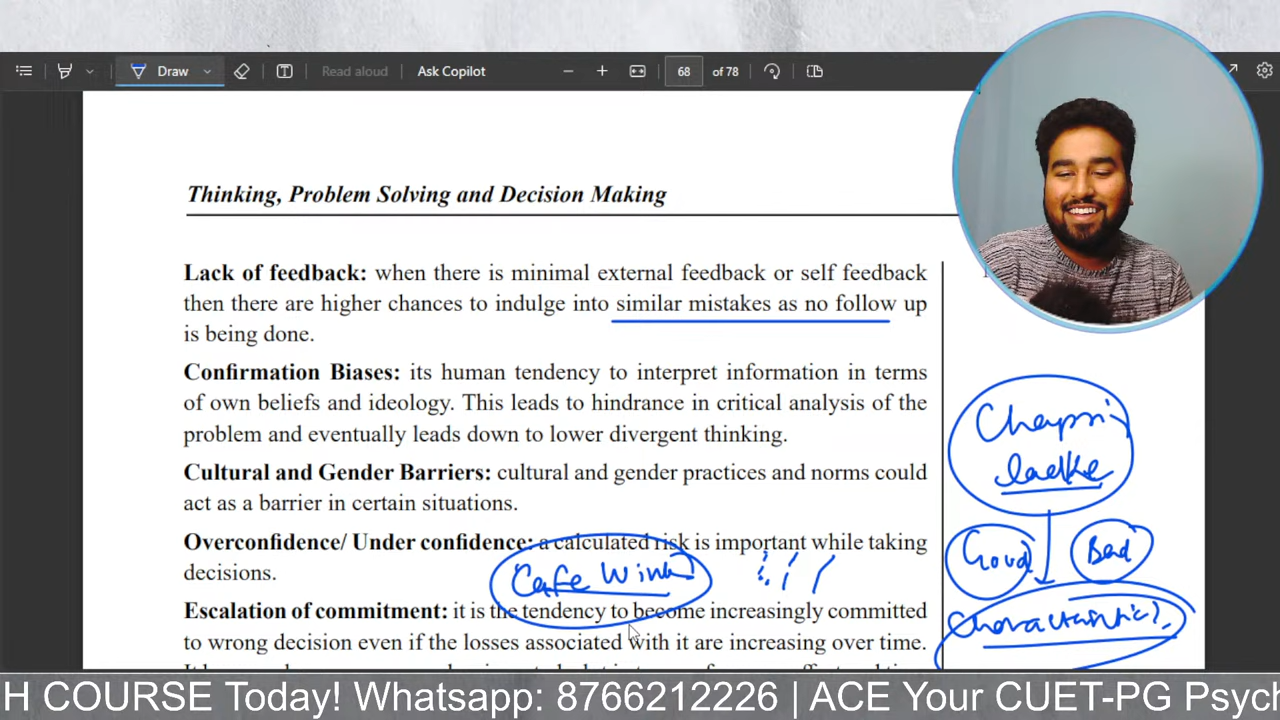 Draw
Read aloud
Ask Copilot
68
of 78
Thinking, Problem Solving and Decision Making
Lack of feedback: when there is minimal external feedback or self feedback
then there are higher chances to indulge into similar mistakes as no follow up
is being done.
Confirmation Biases: its human tendency to interpret information in terms
of own beliefs and ideology. This leads to hindrance in critical analysis of the
problem and eventually leads down to lower divergent thinking.
Cultural and Gender Barriers: cultural and gender practices and norms could
act as a barrier in certain situations.
Overconfidence/ Under confidence: a calculated risk is important while taking
decisions.
Cafe
Escalation of commitment: it is the tendency to become increasingly committed
to wrong decision even if the losses associated with it are increasing over time.
ladke
Good
Bad
Characteristics
H COURSE Today! Whatsapp: 8766212226 | ACE Your CUET-PG Psych